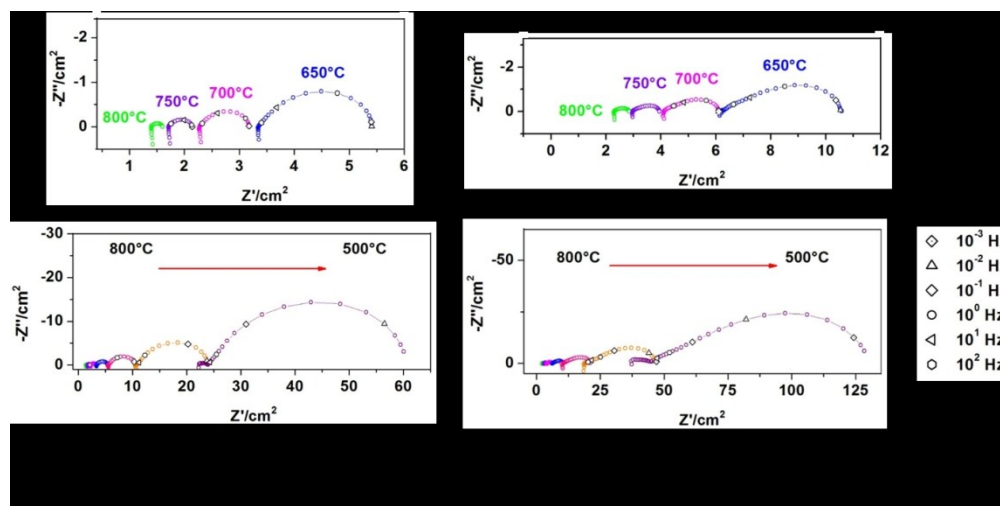 -2
-1
0
-Z"/cm²
800°C
750°C
700°C
650°C
1
2
3
4
5
6
Z'/cm²
-2
0
-Z"/cm²
800°C
750°C
700°C
650°C
0
2
4
6
8
10
12
Z'/cm²
-30
-20
-10
0
-Z"/cm²
800°C
500°C
0
10
20
30
40
50
60
Z'/cm²
-50
0
-Z"/cm²
800°C
500°C
0
25
50
75
100
125
Z'/cm²
10⁻³ H
10⁻² H
10⁻¹ H
10⁰ Hz
10¹ Hz
10² Hz